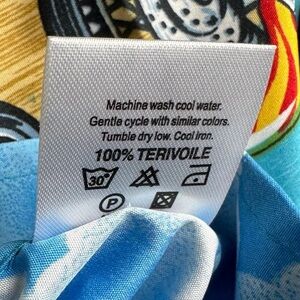 Machine wash cool water.
Gentle cycle with similar colors.
Tumble dry low. Cool iron.
100% TERIVOILE
30°
P